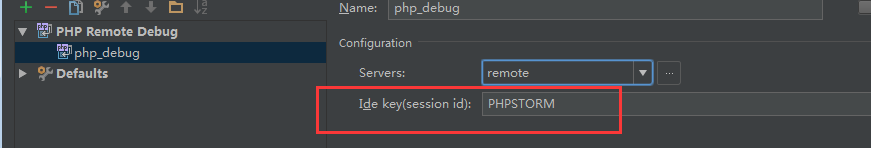 Name: php_debug
PHP Remote Debug
php_debug
Defaults
Configuration
Servers: remote ...
Ide key(session id): PHPSTORM